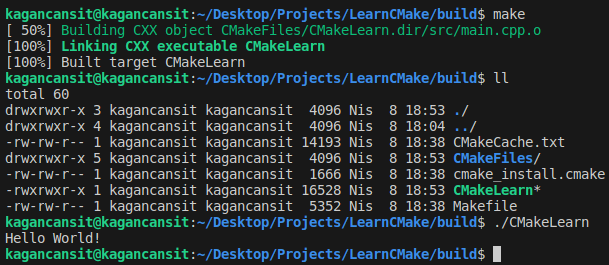 kagancansit@kagancansit:~/Desktop/Projects/LearnCMake/build$ make
[ 50%] Building CXX object CMakeFiles/CMakeLearn.dir/src/main.cpp.o
[100%] Linking CXX executable CMakeLearn
[100%] Built target CMakeLearn
kagancansit@kagancansit:~/Desktop/Projects/LearnCMake/build$ ll
total 60
drwxrwxr-x 3 kagancansit kagancansit  4096 Nis  8 18:53 ./
drwxrwxr-x 4 kagancansit kagancansit  4096 Nis  8 18:04 ../
-rw-rw-r-- 1 kagancansit kagancansit 14193 Nis  8 18:38 CMakeCache.txt
drwxrwxr-x 5 kagancansit kagancansit  4096 Nis  8 18:53 CMakeFiles/
-rw-rw-r-- 1 kagancansit kagancansit  1666 Nis  8 18:38 cmake_install.cmake
-rwxrwxr-x 1 kagancansit kagancansit 16528 Nis  8 18:53 CMakeLearn*
-rw-rw-r-- 1 kagancansit kagancansit  5352 Nis  8 18:38 Makefile
kagancansit@kagancansit:~/Desktop/Projects/LearnCMake/build$ ./CMakeLearn
Hello World!
kagancansit@kagancansit:~/Desktop/Projects/LearnCMake/build$